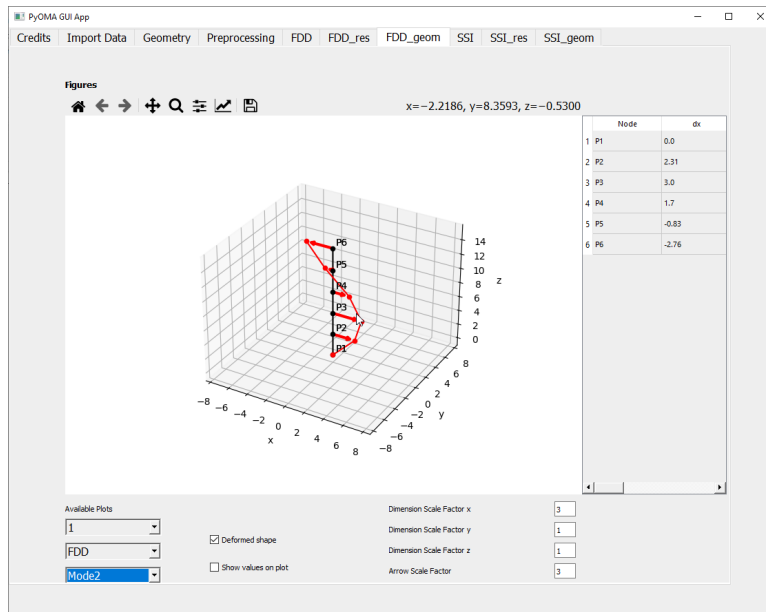 PyOMA GUI App
Credits Import Data Geometry Preprocessing FDD FDD_res FDD_geom SSI SSI_res SSI_geom
Figures
x=−2.2186, y=8.3593, z=−0.5300
Node dx
1 P1 0.0
2 P2 2.31
3 P3 3.0
4 P4 1.7
5 P5 -0.83
6 P6 -2.76
P6
P5
P4
P3
P2
P1
14
12
10
8
6
4
2
0
z
−8 −6 −4 −2 0 2 4 6 8
x
−8 −6 −4 −2 0 2 4 6 8
y
Available Plots
1
FDD
Mode2
Deformed shape
Show values on plot
Dimension Scale Factor x 3
Dimension Scale Factor y 1
Dimension Scale Factor z 1
Arrow Scale Factor 3